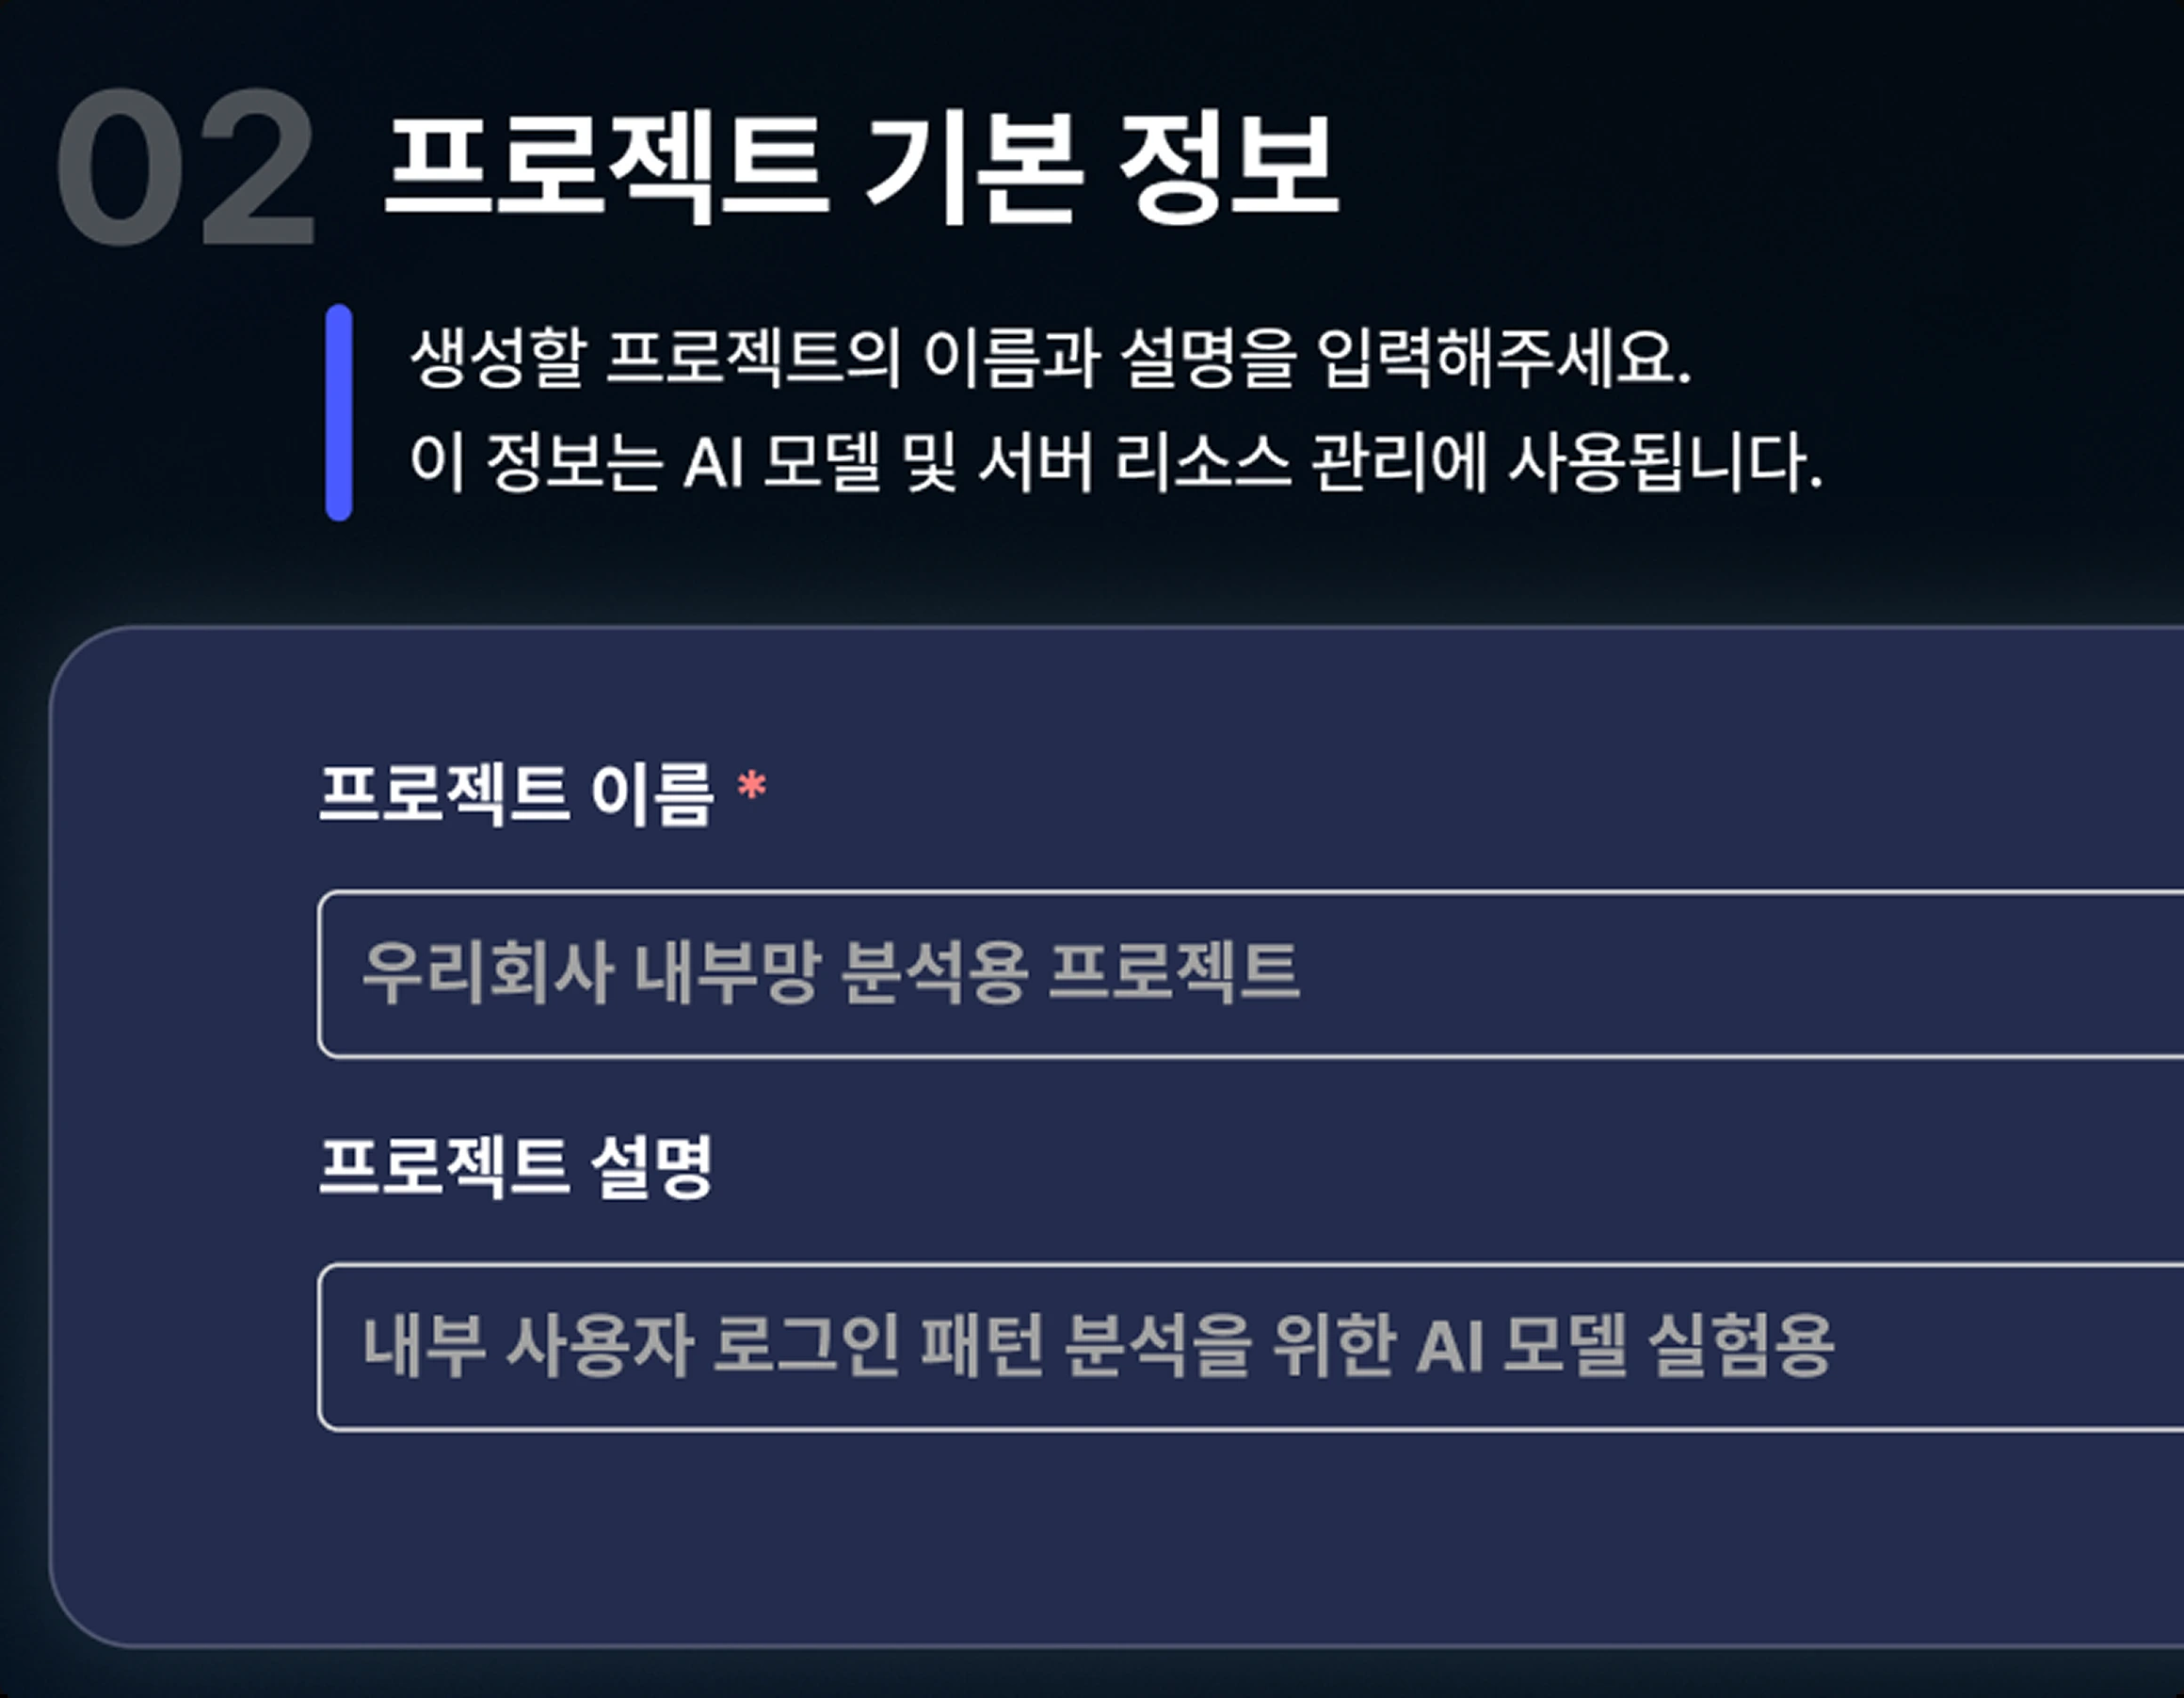 02 프로젝트 기본 정보
생성할 프로젝트의 이름과 설명을 입력해주세요.
이 정보는 AI 모델 및 서버 리소스 관리에 사용됩니다.
프로젝트 이름 *
우리회사 내부망 분석용 프로젝트
프로젝트 설명
내부 사용자 로그인 패턴 분석을 위한 AI 모델 실험용